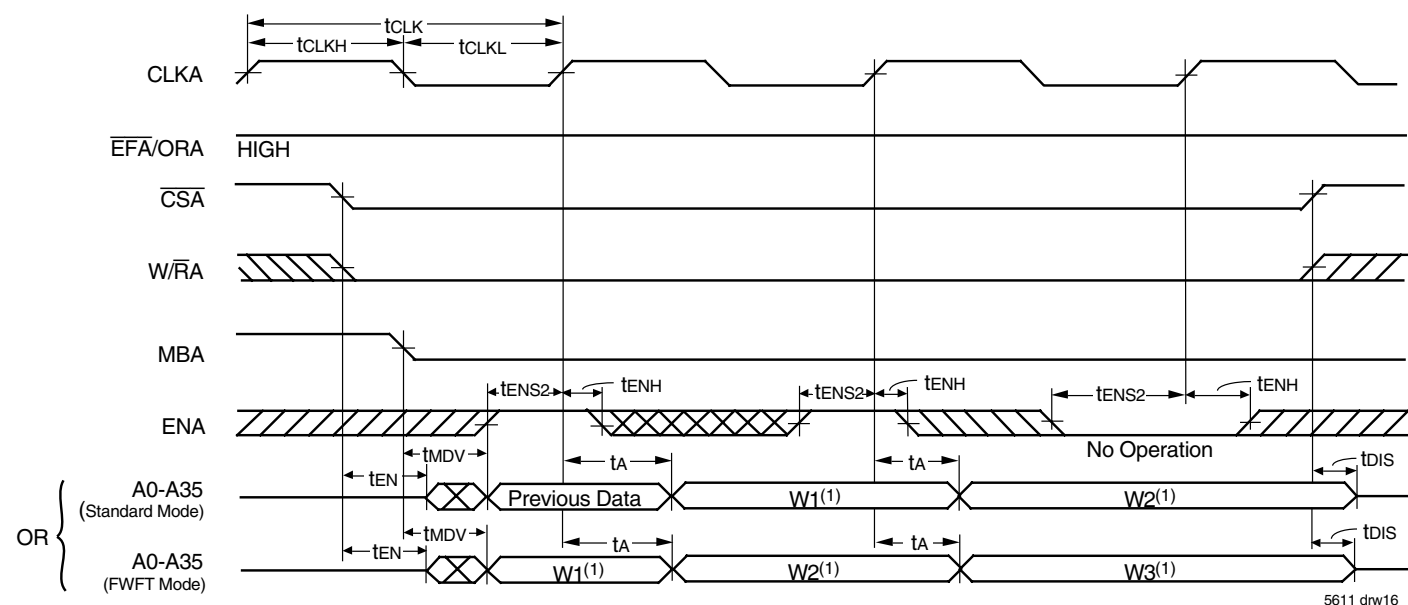 tCLK
tCLKH tCLKL
CLKA
EFA/ORA HIGH
CSA
W/RA
MBA
tENS2 tENH tENS2 tENH tENS2 tENH
ENA
No Operation
tMDV
tEN tA tA tDIS
A0-A35
(Standard Mode)
Previous Data W1(1) W2(1)
OR
tMDV
tEN tA tA tDIS
A0-A35
(FWFT Mode)
W1(1) W2(1) W3(1)
5611 drw16